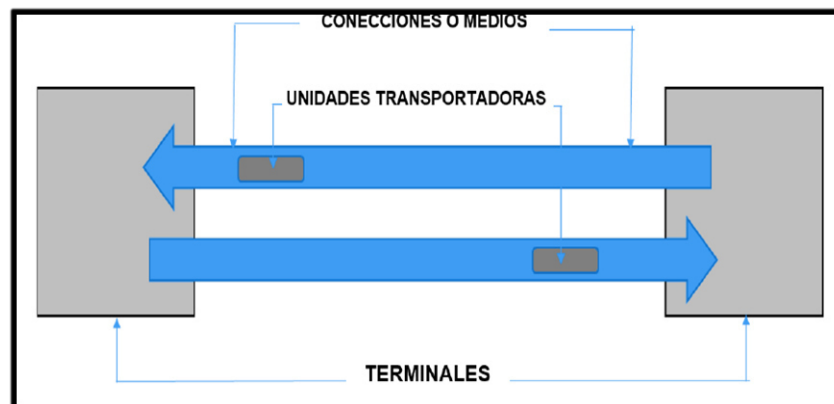 CONECCIONES O MEDIOS
UNIDADES TRANSPORTADORAS
TERMINALES